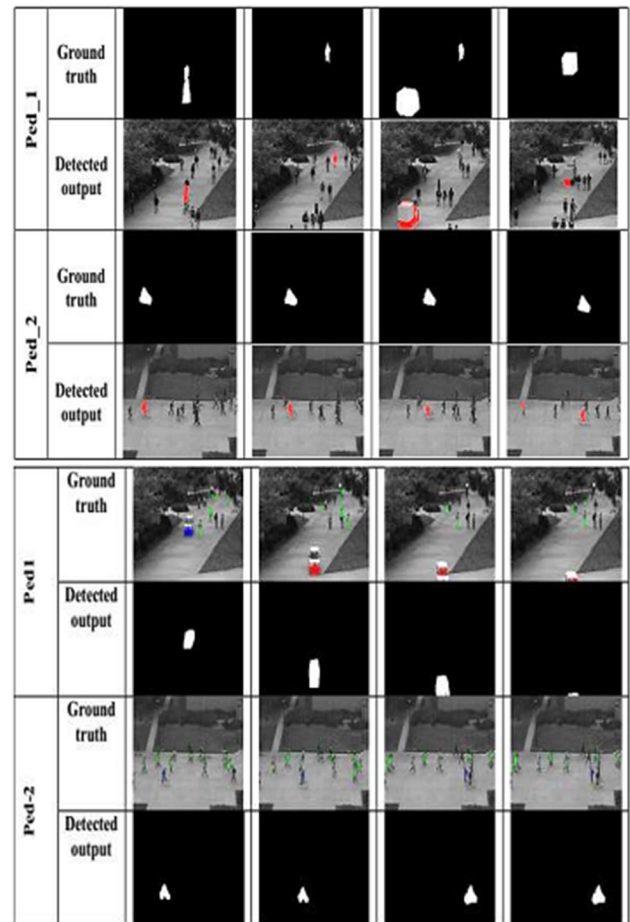 Ped_1
Ground
truth
Detected
output
Ped_2
Ground
truth
Detected
output
Ped1
Ground
truth
Detected
output
Ped-2
Ground
truth
Detected
output